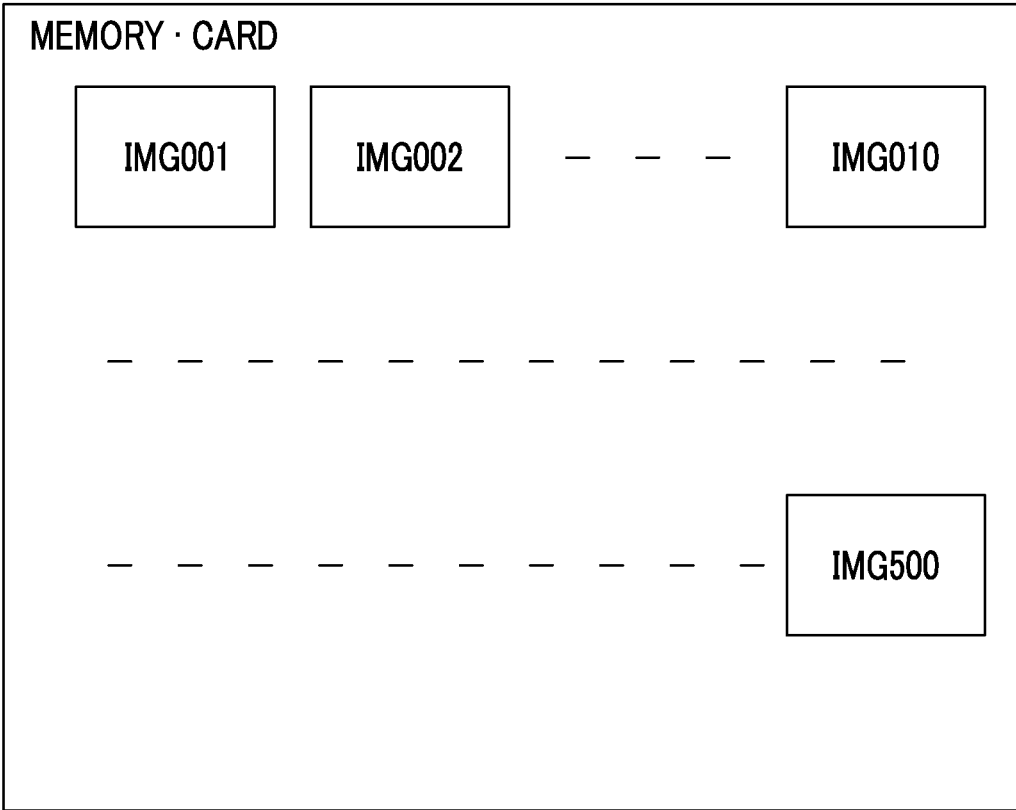 MEMORY · CARD
IMG001 IMG002 — — — IMG010
— — — — — — — — — — — —
— — — — — — — — — — IMG500